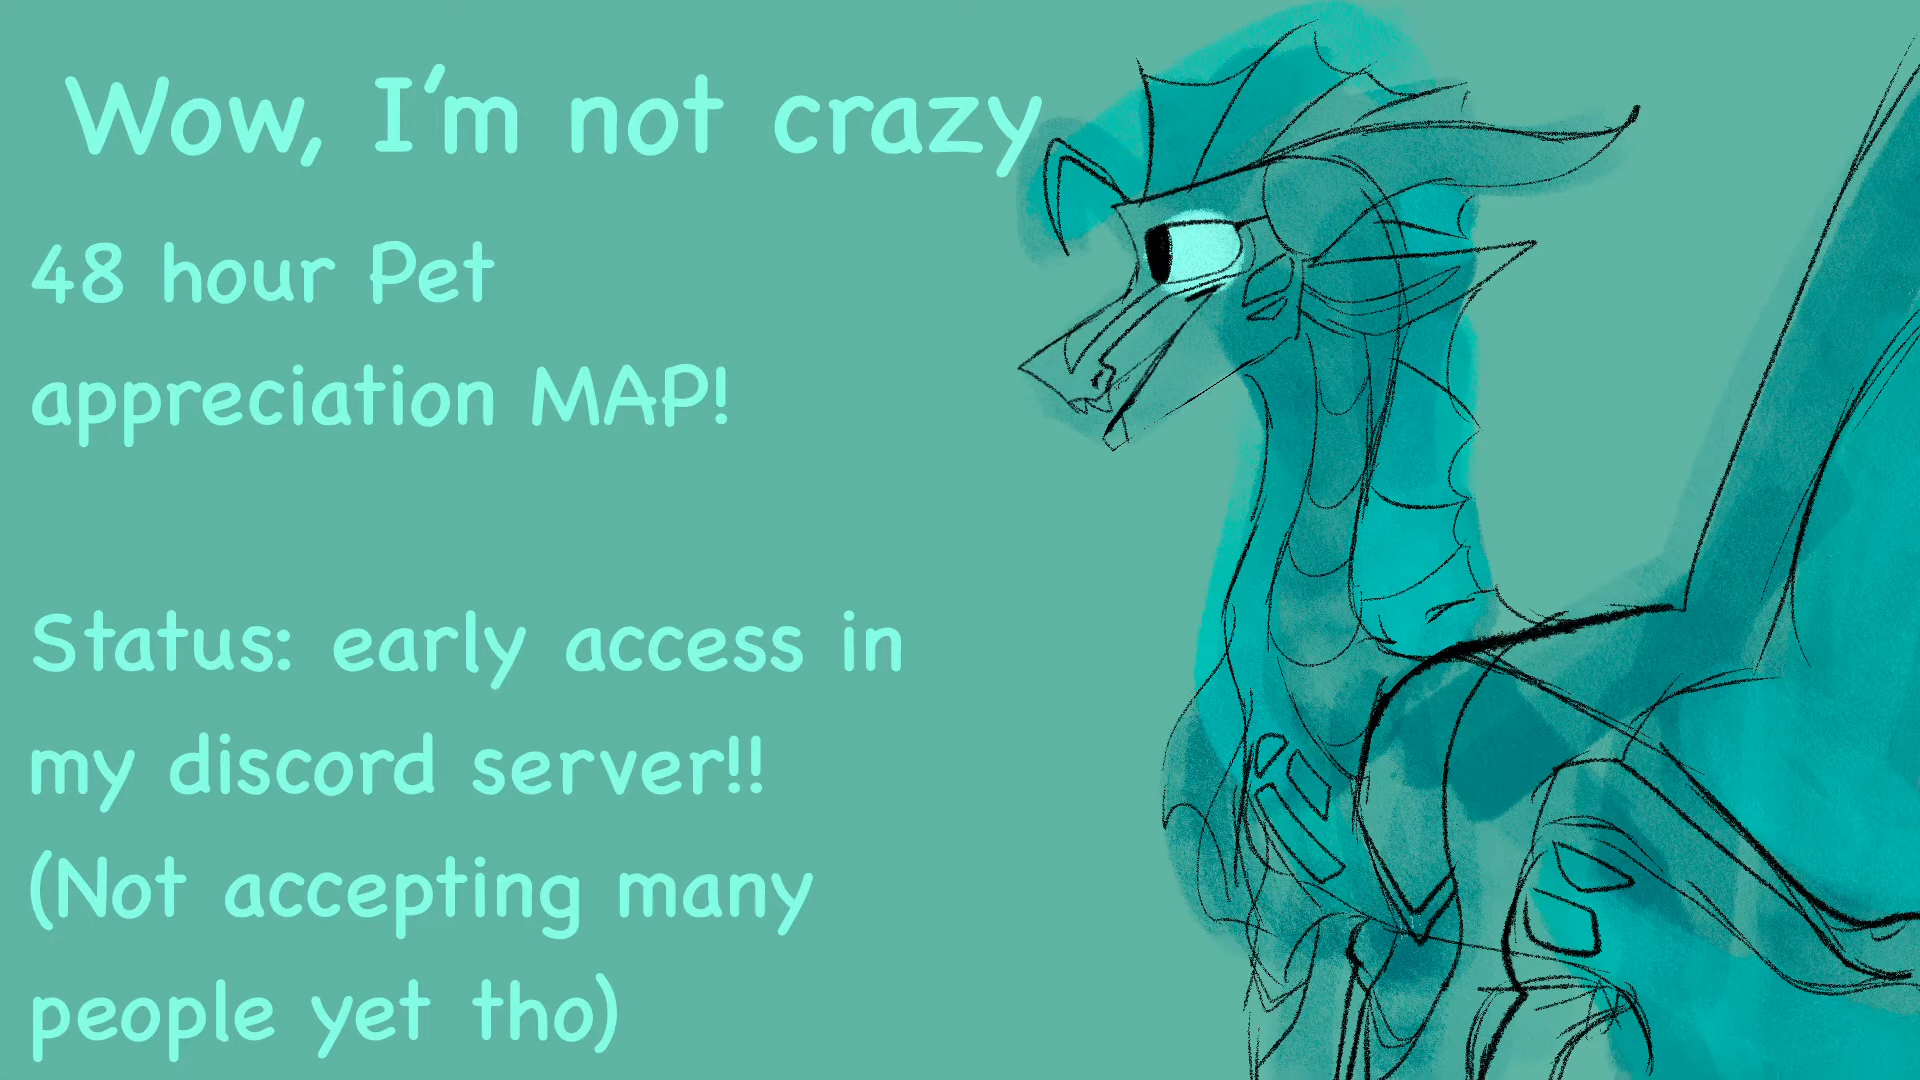 Wow, I'm not crazy
48 hour Pet
appreciation MAP!
Status: early access in
my discord server!!
(Not accepting many
people yet tho)